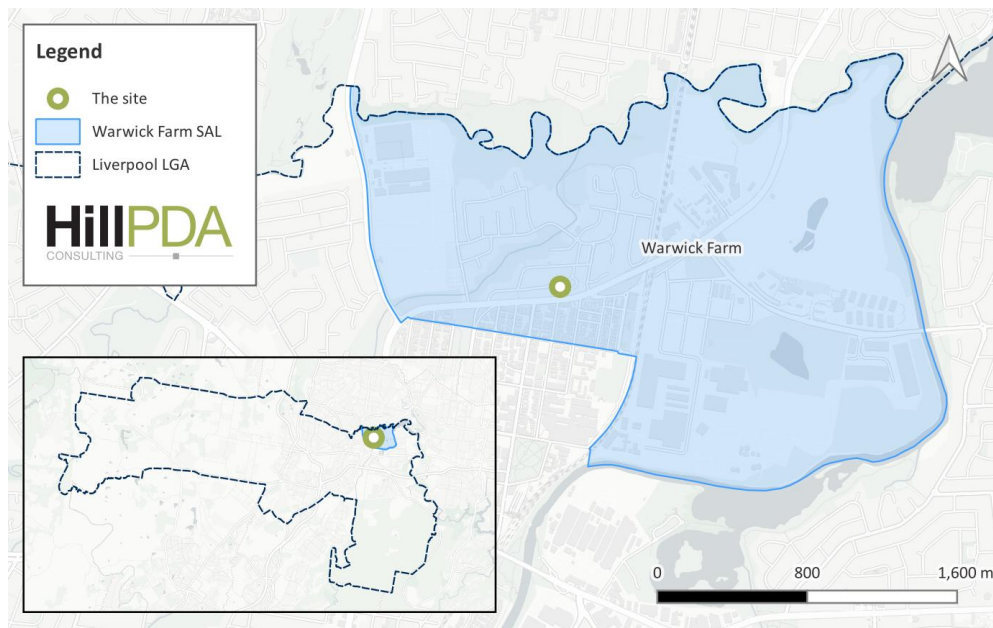 Legend
The site
Warwick Farm SAL
Liverpool LGA
HillPDA
CONSULTING
Warwick Farm
0 800 1,600 m